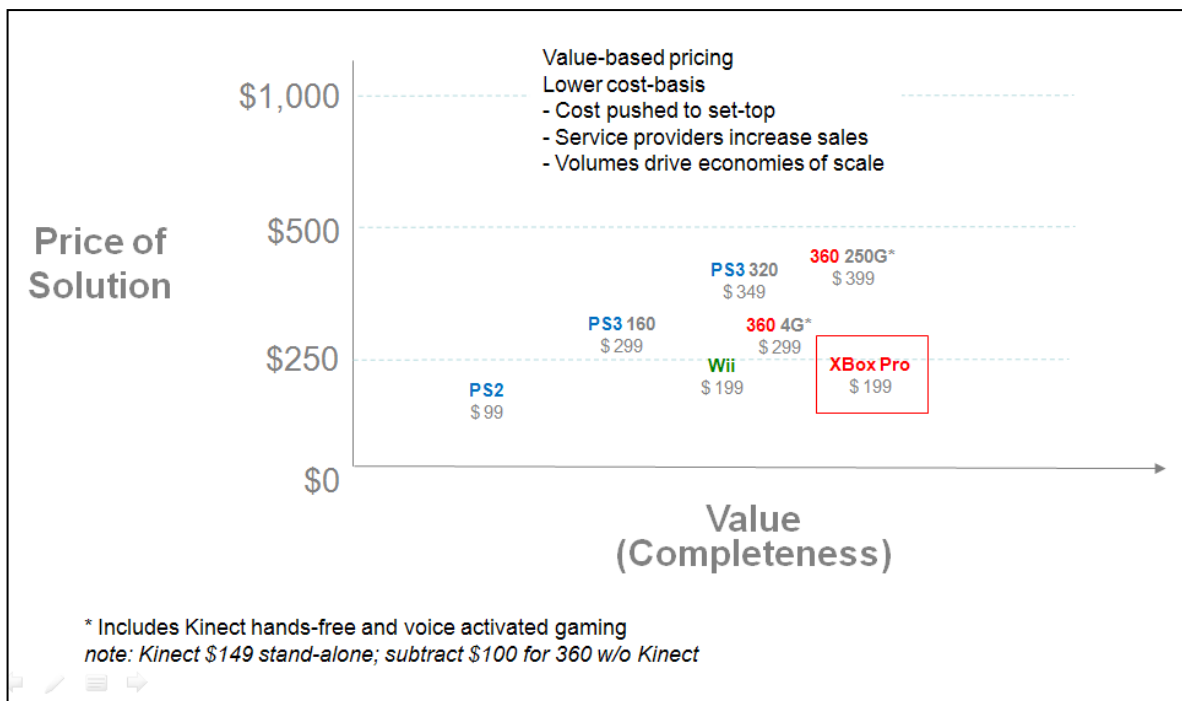 Value-based pricing
Lower cost-basis
- Cost pushed to set-top
- Service providers increase sales
- Volumes drive economies of scale
$1,000
$500
$250
$0
Price of
Solution
360 250G*
$ 399
PS3 320
$ 349
PS3 160
$ 299
360 4G*
$ 299
Wii
$ 199
XBox Pro
$ 199
PS2
$ 99
Value
(Completeness)
* Includes Kinect hands-free and voice activated gaming
note: Kinect $149 stand-alone; subtract $100 for 360 w/o Kinect